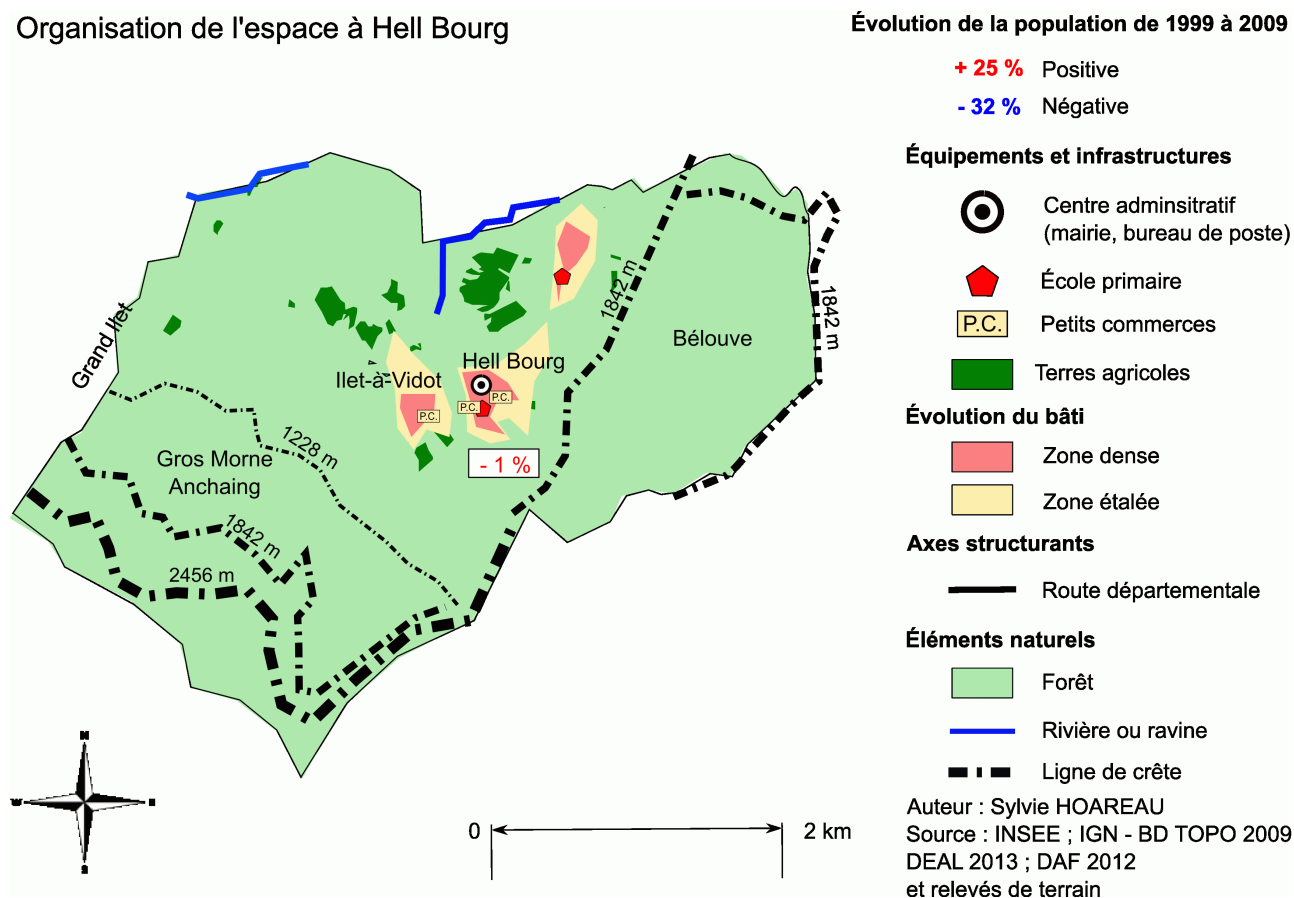 Organisation de l'espace à Hell Bourg
Évolution de la population de 1999 à 2009
+ 25 % Positive
- 32 % Négative
Équipements et infrastructures
Centre adminsitratif
(mairie, bureau de poste)
École primaire
P.C. Petits commerces
Terres agricoles
Évolution du bâti
Zone dense
Zone étalée
Axes structurants
Route départementale
Éléments naturels
Forêt
Rivière ou ravine
Ligne de crête
Auteur : Sylvie HOAREAU
Source : INSEE ; IGN - BD TOPO 2009
DEAL 2013 ; DAF 2012
et relevés de terrain
Grand Ilet
1842 m
1842 m
Bélouve
Hell Bourg
Ilet-à-Vidot
P.C.
P.C.
P.C.
- 1 %
1228 m
Gros Morne
Anchaing
1842 m
2456 m
N
W
E
S
0
2 km